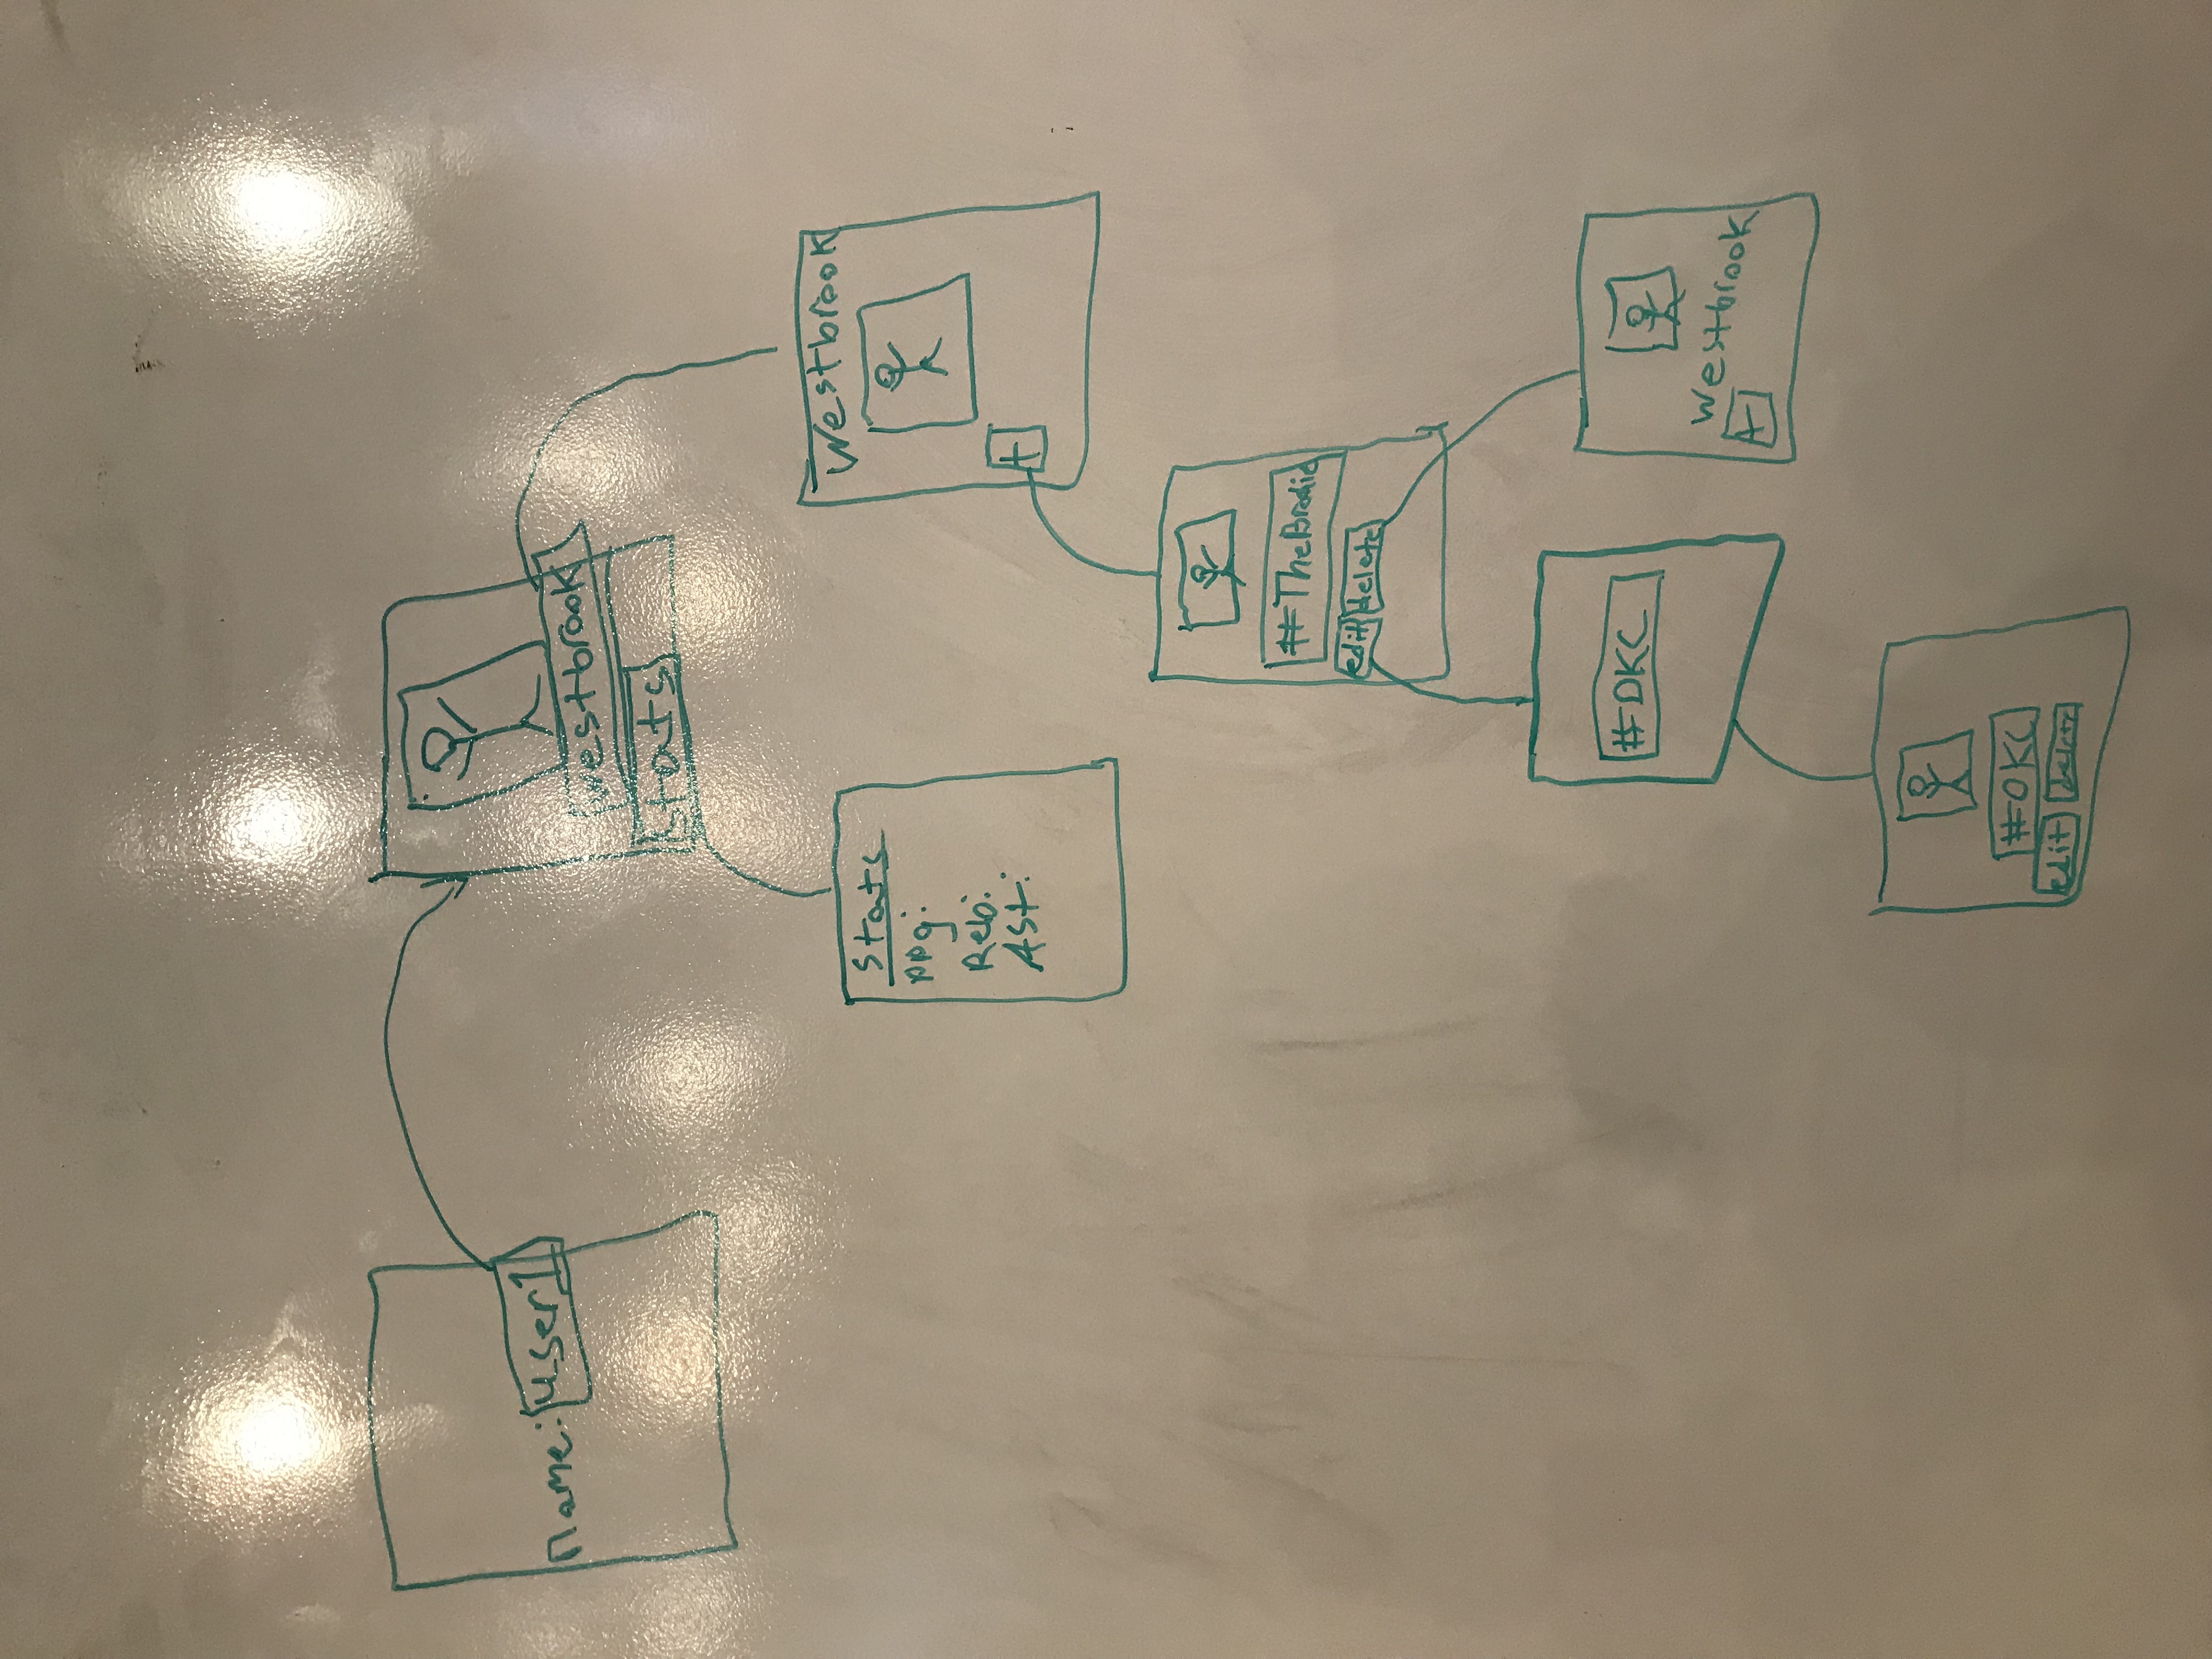 Name: user1
westbrook
stats
Stats
PPg:
Reb:
Ast:
Westbrook
+
#TheBrodie
edit delete
#OKC
westbrook
+
#OKC
edit delete